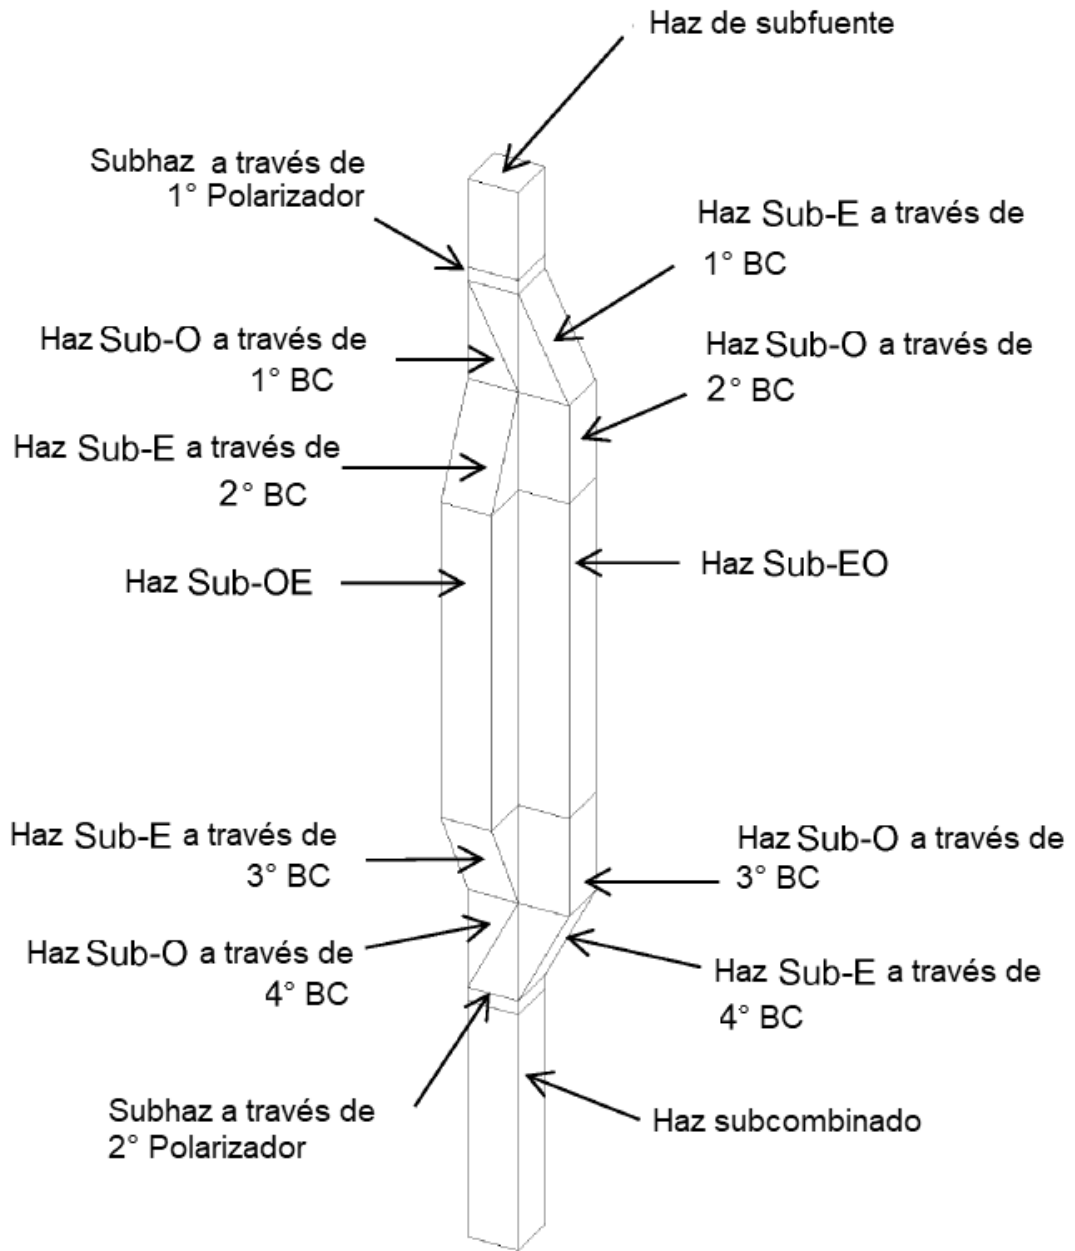 Haz de subfuente
Subhaz a través de
1° Polarizador
Haz Sub-E a través de
1° BC
Haz Sub-O a través de
1° BC
Haz Sub-O a través de
2° BC
Haz Sub-E a través de
2° BC
Haz Sub-OE
Haz Sub-EO
Haz Sub-E a través de
3° BC
Haz Sub-O a través de
3° BC
Haz Sub-O a través de
4° BC
Haz Sub-E a través de
4° BC
Subhaz a través de
2° Polarizador
Haz subcombinado